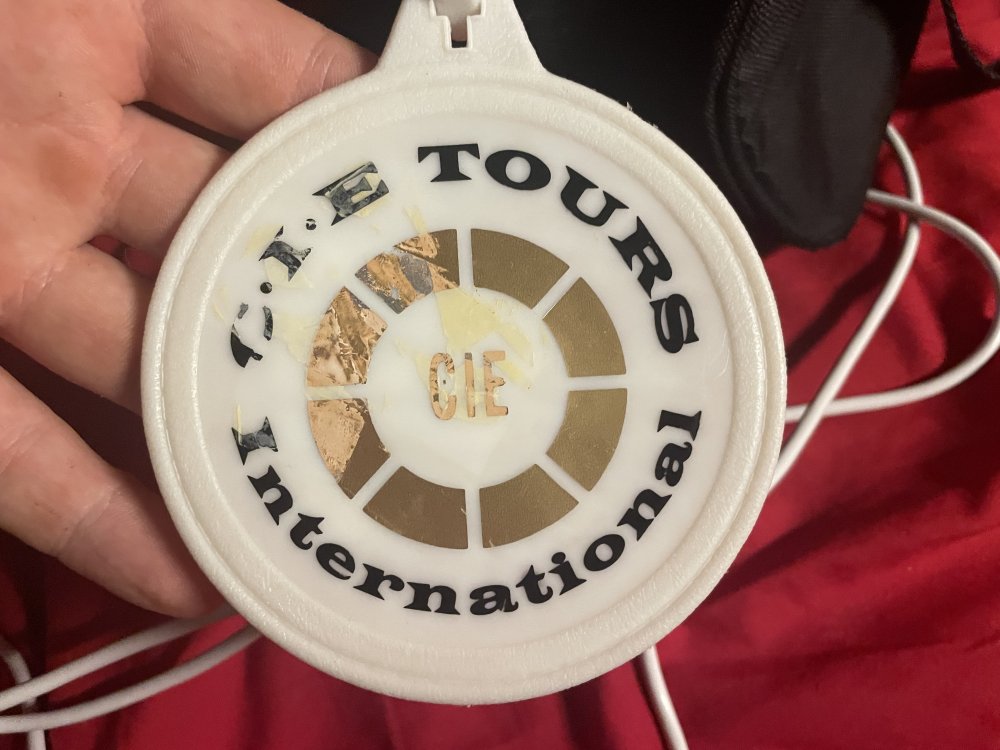 C.I.E TOURS
CIE
International